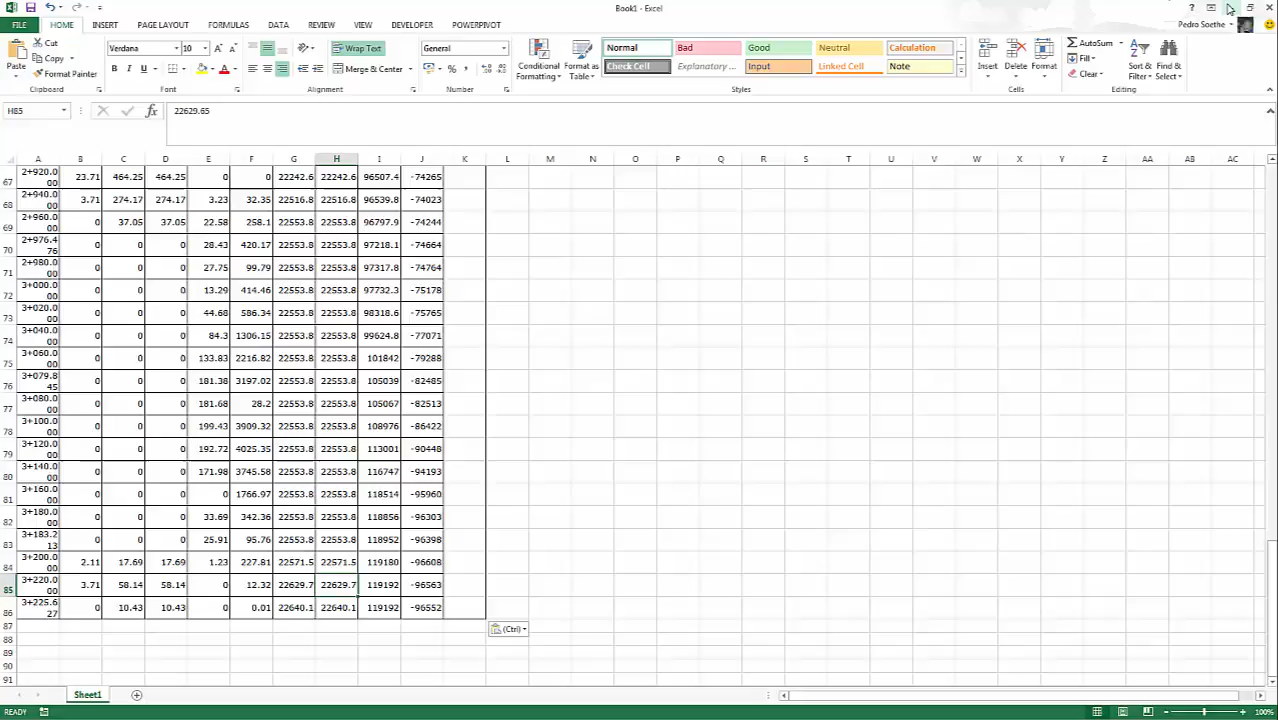 Book1 - Excel
?
FILE HOME INSERT PAGE LAYOUT FORMULAS DATA REVIEW VIEW DEVELOPER POWERPIVOT Pedro Soethe
Paste Cut Copy Format Painter Clipboard
Verdana 10 B I U Font
Wrap Text Merge & Center Alignment
General % , Number
Conditional Formatting Format as Table
Normal Bad Good Neutral Calculation
Check Cell Explanatory ... Input Linked Cell Note
Styles
Insert Delete Format Cells
AutoSum Fill Clear Sort & Filter Find & Select Editing
H85 fx 22629.65
A B C D E F G H I J K L M N O P Q R S T U V W X Y Z AA AB AC
67 2+920.000 23.71 464.25 464.25 0 0 22242.6 22242.6 96507.4 -74265
68 2+940.000 3.71 274.17 274.17 3.23 32.35 22516.8 22516.8 96539.8 -74023
69 2+960.000 0 37.05 37.05 22.58 258.1 22553.8 22553.8 96797.9 -74244
70 2+976.476 0 0 0 28.43 420.17 22553.8 22553.8 97218.1 -74664
71 2+980.000 0 0 0 27.75 99.79 22553.8 22553.8 97317.8 -74764
72 3+000.000 0 0 0 13.29 414.46 22553.8 22553.8 97732.3 -75178
73 3+020.000 0 0 0 44.68 586.34 22553.8 22553.8 98318.6 -75765
74 3+040.000 0 0 0 84.3 1306.15 22553.8 22553.8 99624.8 -77071
75 3+060.000 0 0 0 133.83 2216.82 22553.8 22553.8 101842 -79288
76 3+079.845 0 0 0 181.38 3197.02 22553.8 22553.8 105039 -82485
77 3+080.000 0 0 0 181.68 28.2 22553.8 22553.8 105067 -82513
78 3+100.000 0 0 0 199.43 3909.32 22553.8 22553.8 108976 -86422
79 3+120.000 0 0 0 192.72 4025.35 22553.8 22553.8 113001 -90448
80 3+140.000 0 0 0 171.98 3745.58 22553.8 22553.8 116747 -94193
81 3+160.000 0 0 0 0 1766.97 22553.8 22553.8 118514 -95960
82 3+180.000 0 0 0 33.69 342.36 22553.8 22553.8 118856 -96303
83 3+183.213 0 0 0 25.91 95.76 22553.8 22553.8 118952 -96398
84 3+200.000 2.11 17.69 17.69 1.23 227.81 22571.5 22571.5 119180 -96608
85 3+220.000 3.71 58.14 58.14 0 12.32 22629.7 22629.7 119192 -96563
86 3+225.627 0 10.43 10.43 0 0.01 22640.1 22640.1 119192 -96552
87
(Ctrl)
88
89
90
91
Sheet1
READY 100%